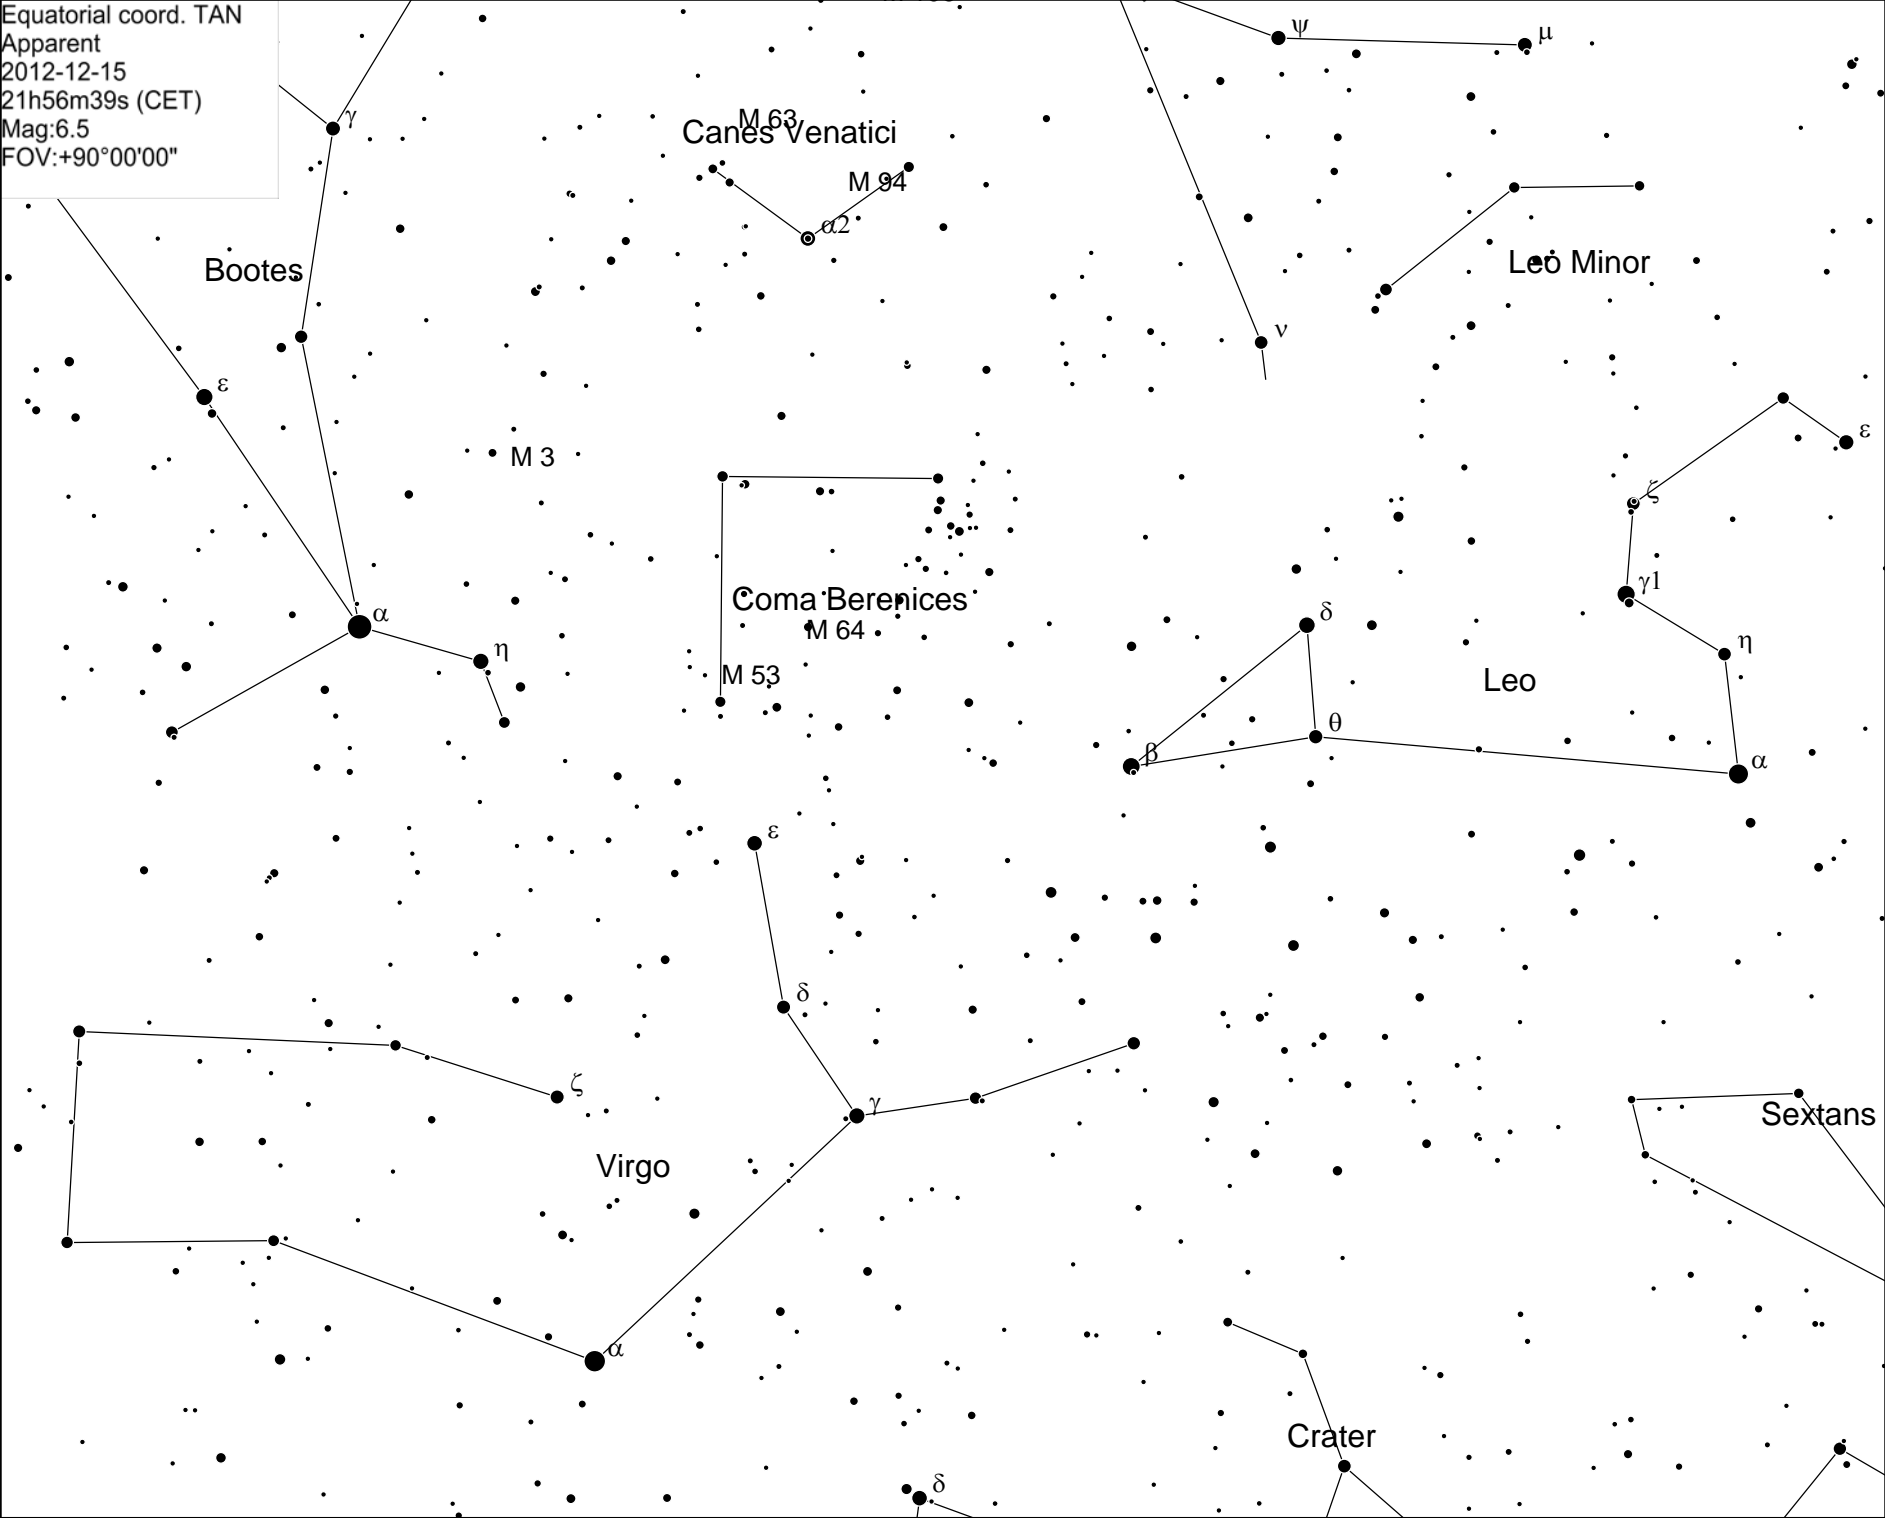 Equatorial coord. TAN
Apparent
2012-12-15
21h56m39s (CET)
Mag:6.5
FOV:+90°00'00"
ψ
μ
γ
M 63
Canes Venatici
M 94
α2
Bootes
Leo Minor
ν
ε
ε
M 3
ζ
γ1
Coma Berenices
α
δ
M 64
η
η
M 53
Leo
θ
β
α
ε
δ
ζ
γ
Sextans
Virgo
α
Crater
δ